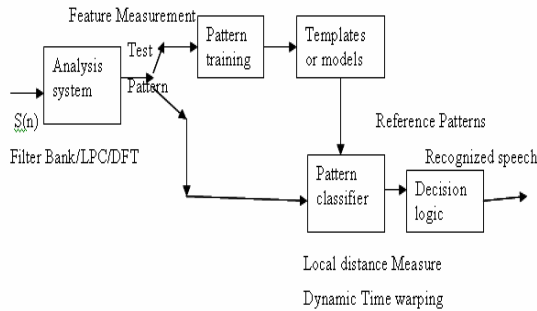 Feature Measurement
Test
Pattern
Pattern
training
Templates
or models
Analysis
system
S(n)
Filter Bank/LPC/DFT
Reference Patterns
Recognized speech
Pattern
classifier
Decision
logic
Local distance Measure
Dynamic Time warping